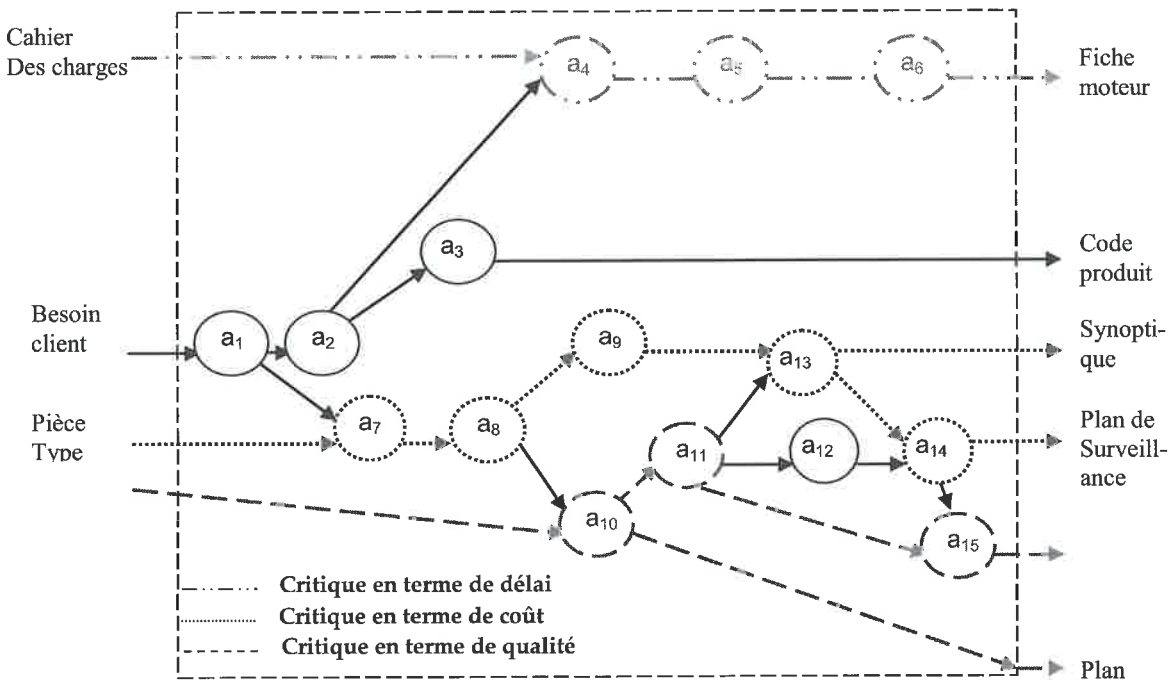 Cahier
Des charges
a4
a5
a6
Fiche
moteur
a3
Code
produit
Besoin
client
a1
a2
a9
a13
Synopti-
que
Pièce
Type
a7
a8
a11
a12
a14
Plan de
Surveill-
ance
a10
a15
Critique en terme de délai
Critique en terme de coût
Critique en terme de qualité
Plan